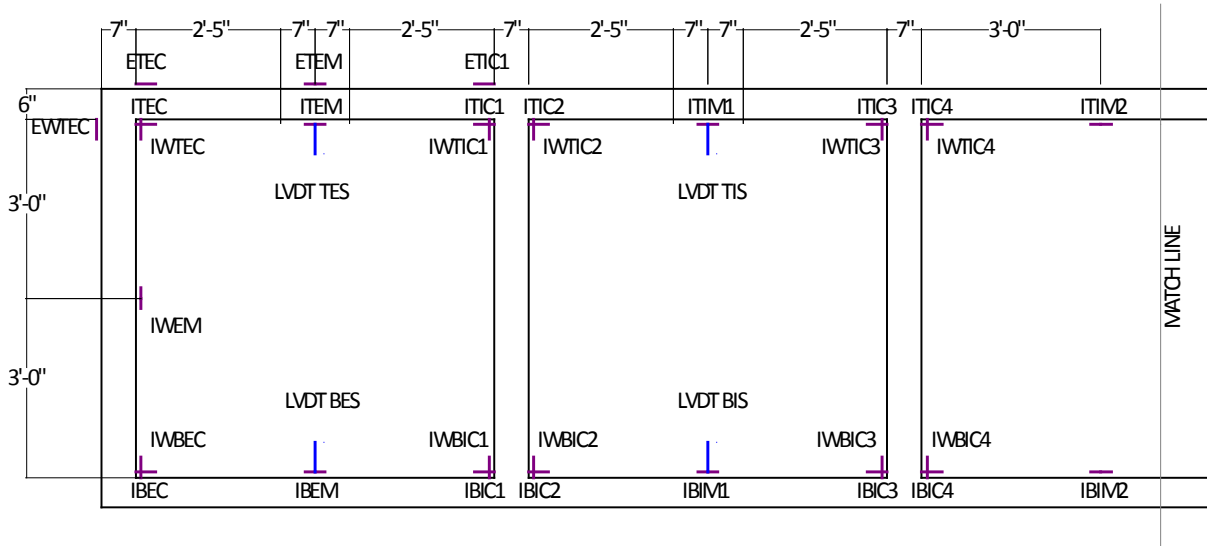 7" 2'-5" 7" 7" 2'-5" 7" 2'-5" 7" 7" 2'-5" 7" 3'-0"
ETEC ETEM ETIC1
6" ITEC ITEM ITIC1 ITIC2 ITIM1 ITIC3 ITIC4 ITIM2
EWTEC
IWTEC IWTIC1 IWTIC2 IWTIC3 IWTIC4
LVDT TES LVDT TIS
3'-0"
MATCH LINE
IWEM
3'-0"
LVDT BES LVDT BIS
IWBEC IWBIC1 IWBIC2 IWBIC3 IWBIC4
IBEC IBEM IBIC1 IBIC2 IBIM1 IBIC3 IBIC4 IBIM2